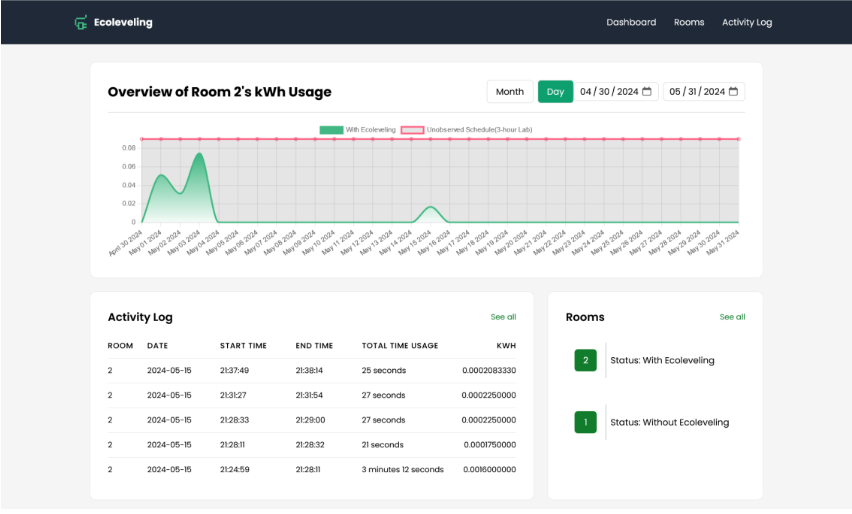 Ecoleveling
Dashboard Rooms Activity Log
Overview of Room 2's kWh Usage
Month Day 04/30/2024 05/31/2024
With Ecoleveling Unobserved Schedule(3-hour Lab)
0.08
0.06
0.04
0.02
0
April 30 2024 May 01 2024 May 02 2024 May 03 2024 May 04 2024 May 05 2024 May 06 2024 May 07 2024 May 08 2024 May 09 2024 May 10 2024 May 11 2024 May 12 2024 May 13 2024 May 14 2024 May 15 2024 May 16 2024 May 17 2024 May 18 2024 May 19 2024 May 20 2024 May 21 2024 May 22 2024 May 23 2024 May 24 2024 May 25 2024 May 26 2024 May 27 2024 May 28 2024 May 29 2024 May 30 2024 May 31 2024
Activity Log See all
ROOM DATE START TIME END TIME TOTAL TIME USAGE KWH
2 2024-05-15 21:37:49 21:38:14 25 seconds 0.0002083330
2 2024-05-15 21:31:27 21:31:54 27 seconds 0.0002250000
2 2024-05-15 21:28:33 21:29:00 27 seconds 0.0002250000
2 2024-05-15 21:28:11 21:28:32 21 seconds 0.0001750000
2 2024-05-15 21:24:59 21:28:11 3 minutes 12 seconds 0.0016000000
Rooms See all
2 Status: With Ecoleveling
1 Status: Without Ecoleveling